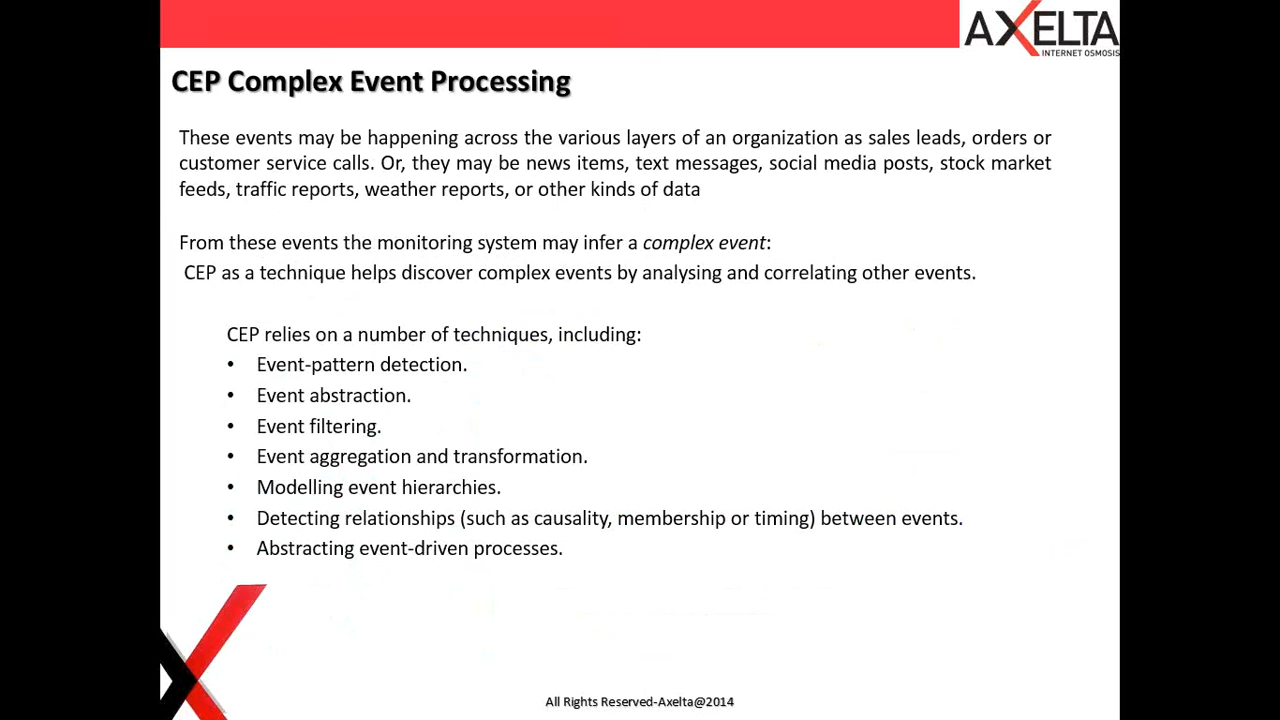 AXELTA
INTERNET OSMOSIS
CEP Complex Event Processing
These events may be happening across the various layers of an organization as sales leads, orders or
customer service calls. Or, they may be news items, text messages, social media posts, stock market
feeds, traffic reports, weather reports, or other kinds of data
From these events the monitoring system may infer a complex event:
CEP as a technique helps discover complex events by analysing and correlating other events.
CEP relies on a number of techniques, including:
• Event-pattern detection.
• Event abstraction.
• Event filtering.
• Event aggregation and transformation.
• Modelling event hierarchies.
• Detecting relationships (such as causality, membership or timing) between events.
• Abstracting event-driven processes.
All Rights Reserved-Axelta@2014